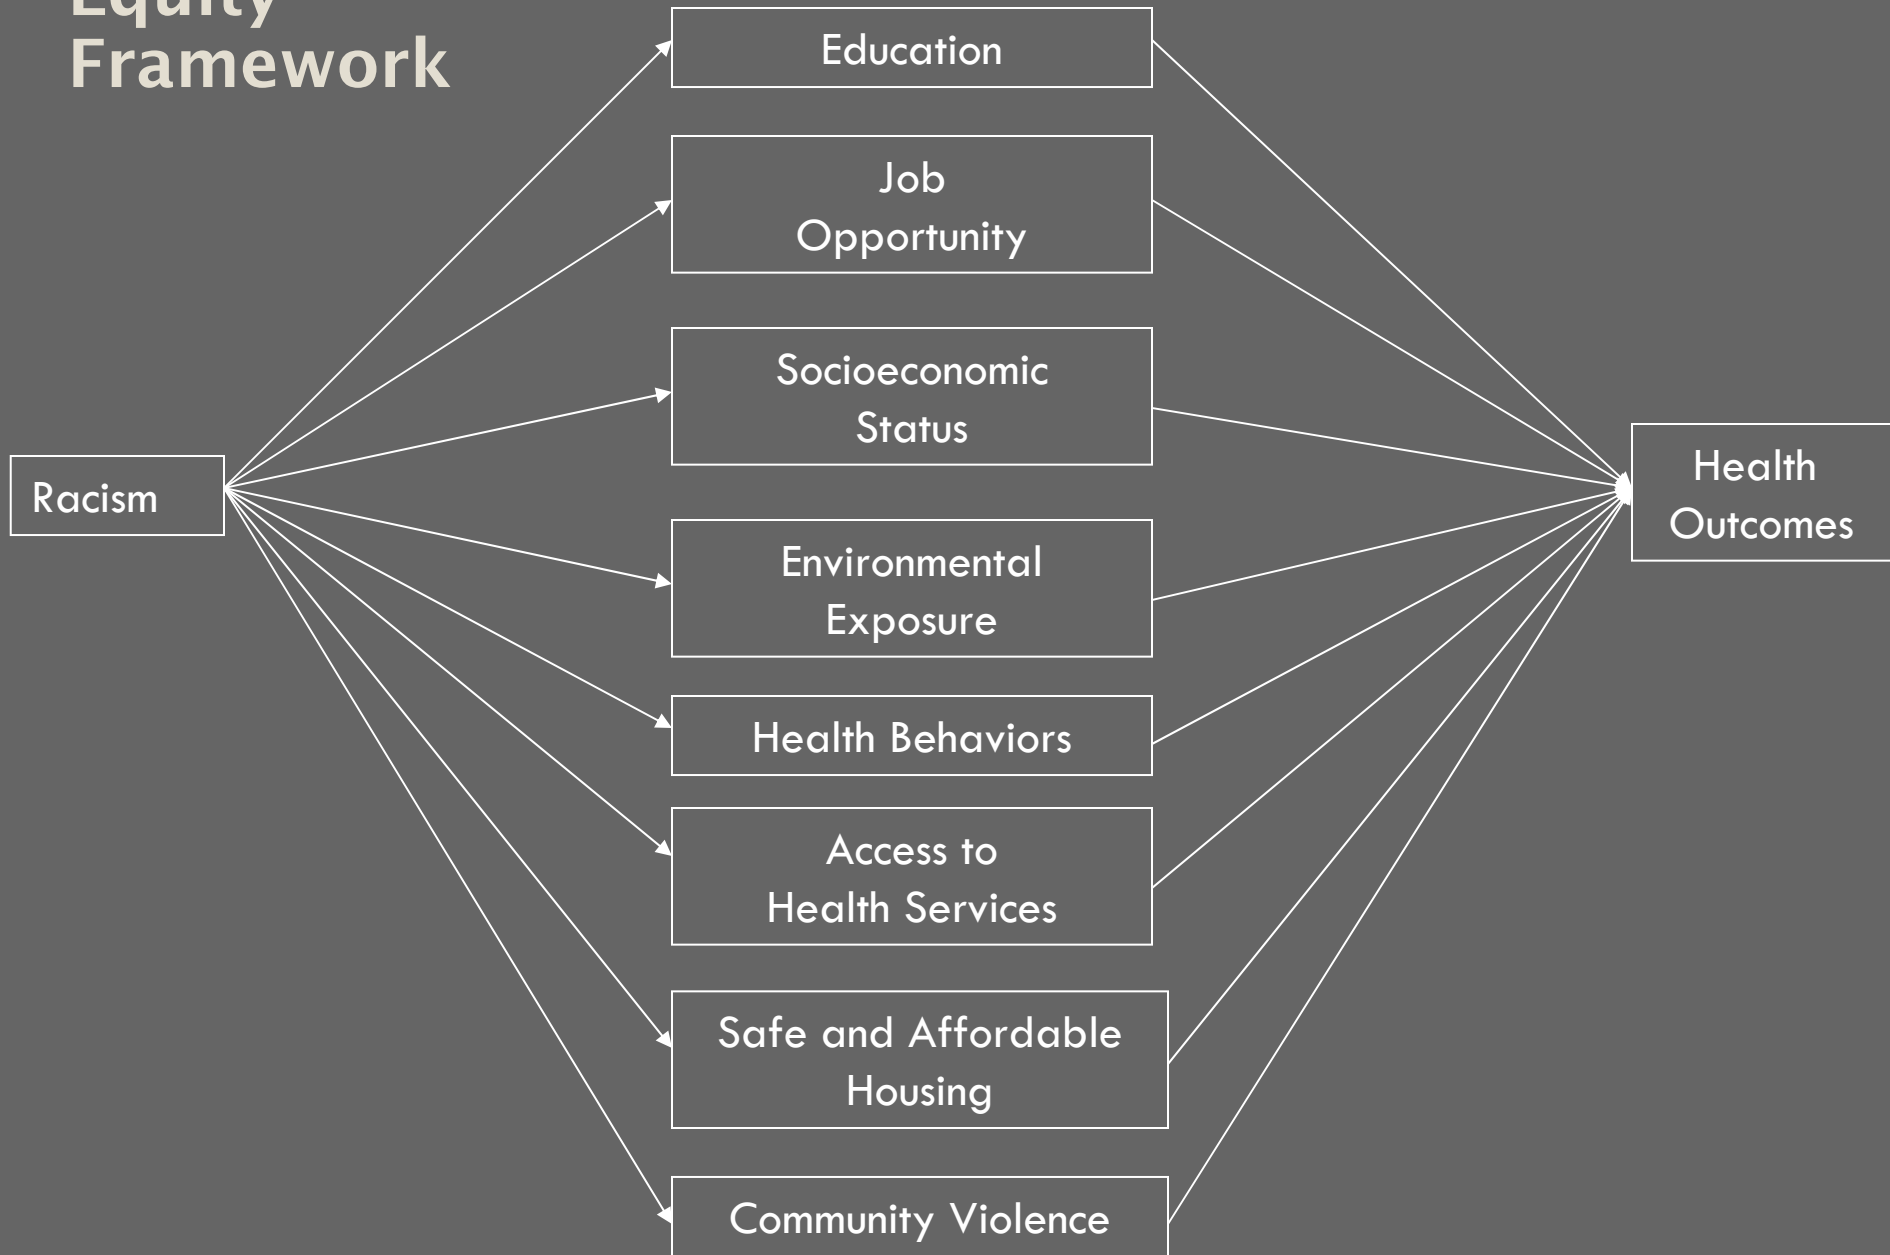 Equity
Framework
Education
Job
Opportunity
Socioeconomic
Status
Racism
Health
Outcomes
Environmental
Exposure
Health Behaviors
Access to
Health Services
Safe and Affordable
Housing
Community Violence